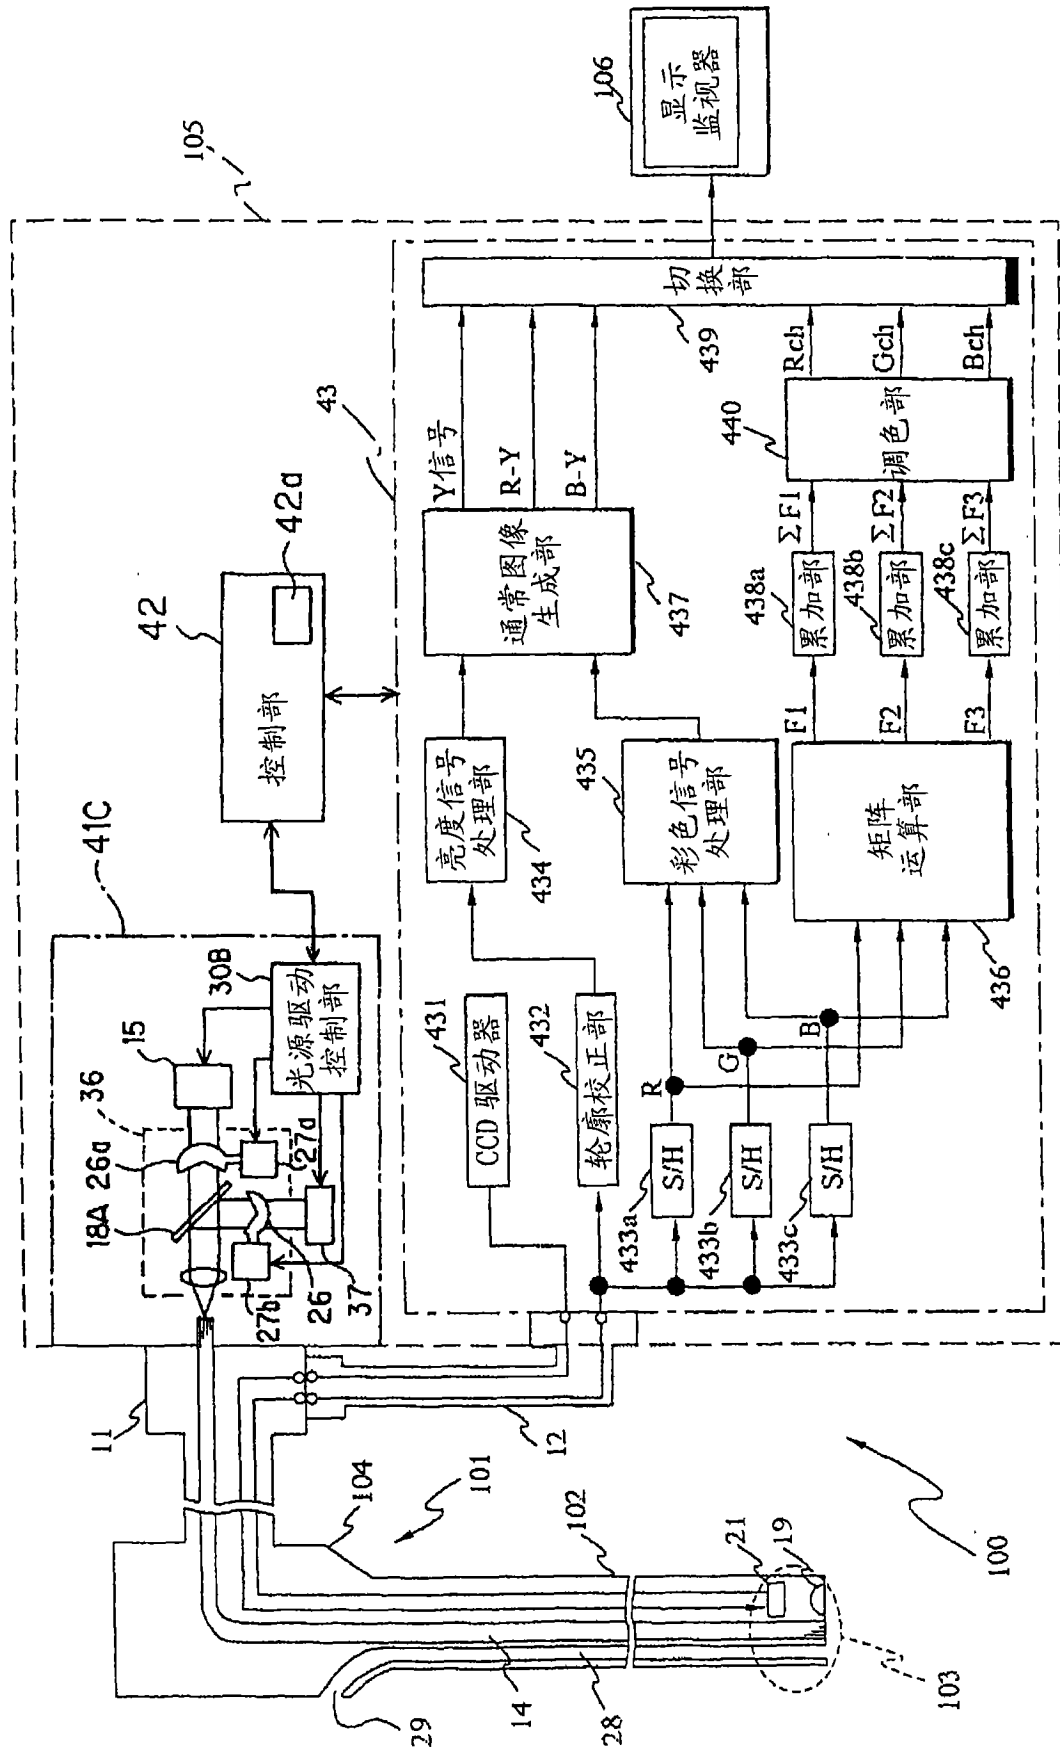 105
106
显示
监视器
41C
42
42a
控制部
36
15
30B
光源驱动
控制部
26a
18A
27a
27b
26
37
11
12
43
CCD 驱动器
431
轮廓校正部
432
亮度信号
处理部
434
通常图像
生成部
437
Y信号
R-Y
B-Y
切换部
439
S/H
433a
S/H
433b
S/H
433c
R
G
B
彩色信号
处理部
435
矩阵
运算部
436
F1
F2
F3
累加部
438a
累加部
438b
累加部
438c
ΣF1
ΣF2
ΣF3
调色部
440
Rch
Gch
Bch
104
101
102
21
19
100
103
14
28
29